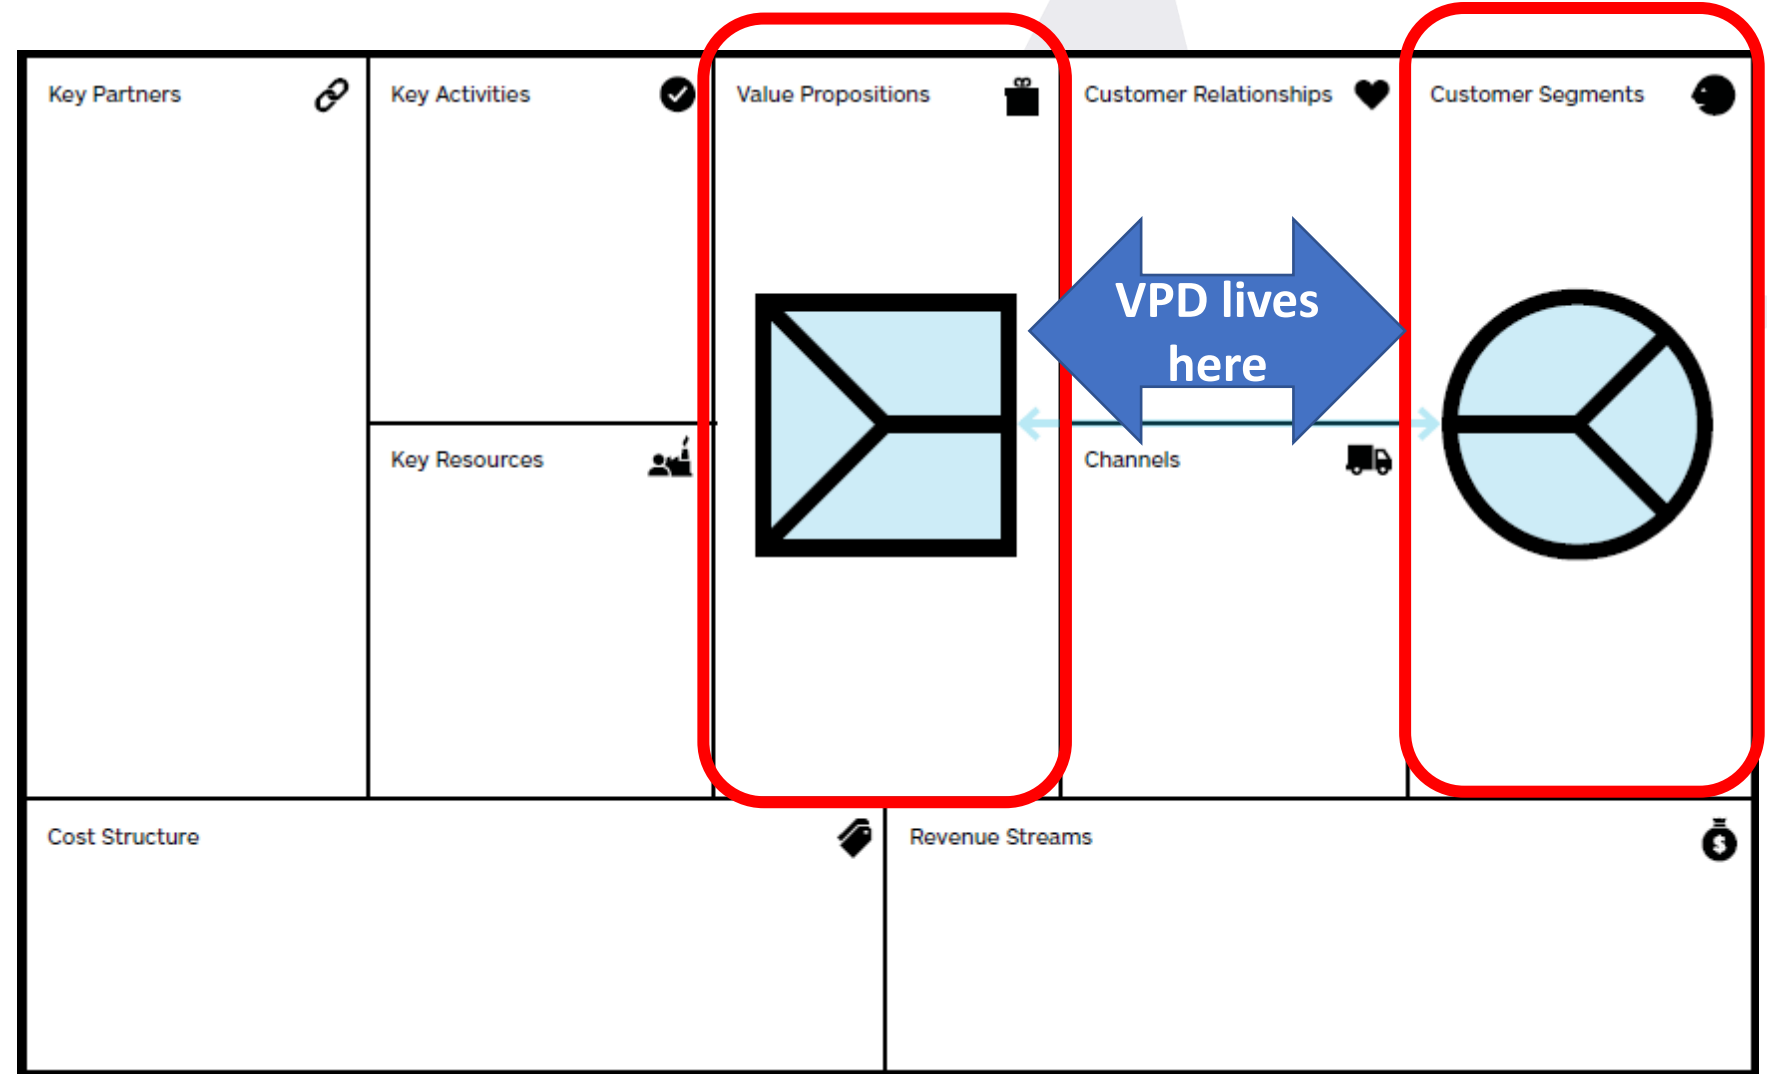 Key Partners
Key Activities
Value Propositions
Customer Relationships
Customer Segments
VPD lives
here
Key Resources
Channels
Cost Structure
Revenue Streams
$